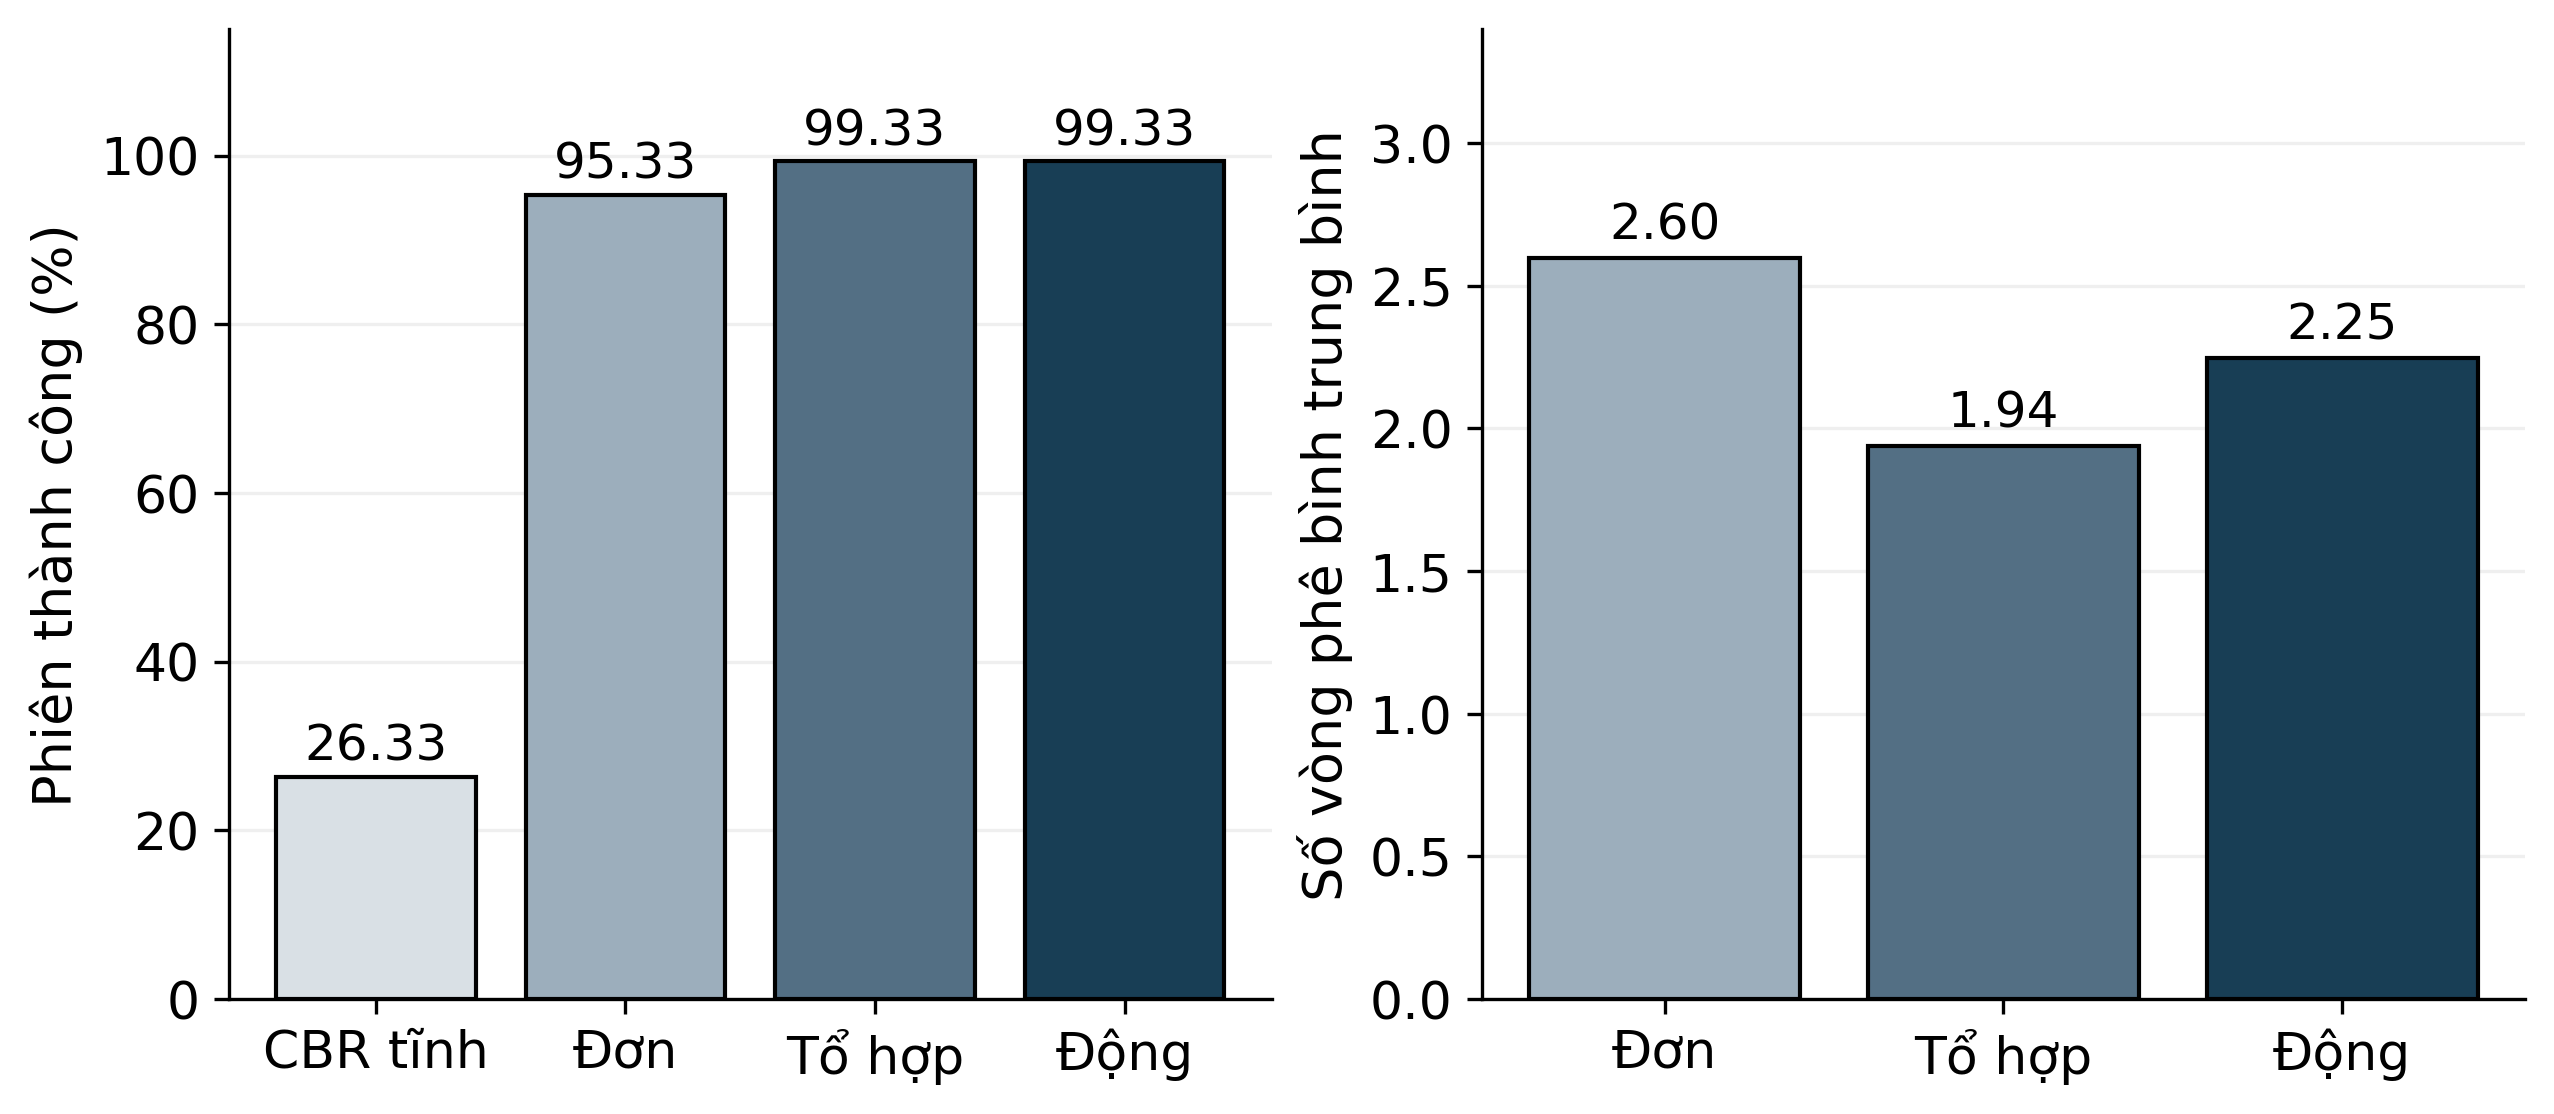 Phiên thành công (%)
100
80
60
40
20
0
26.33
95.33
99.33
99.33
CBR tĩnh
Đơn
Tổ hợp
Động
Số vòng phê bình trung bình
3.0
2.5
2.0
1.5
1.0
0.5
0.0
2.60
1.94
2.25
Đơn
Tổ hợp
Động